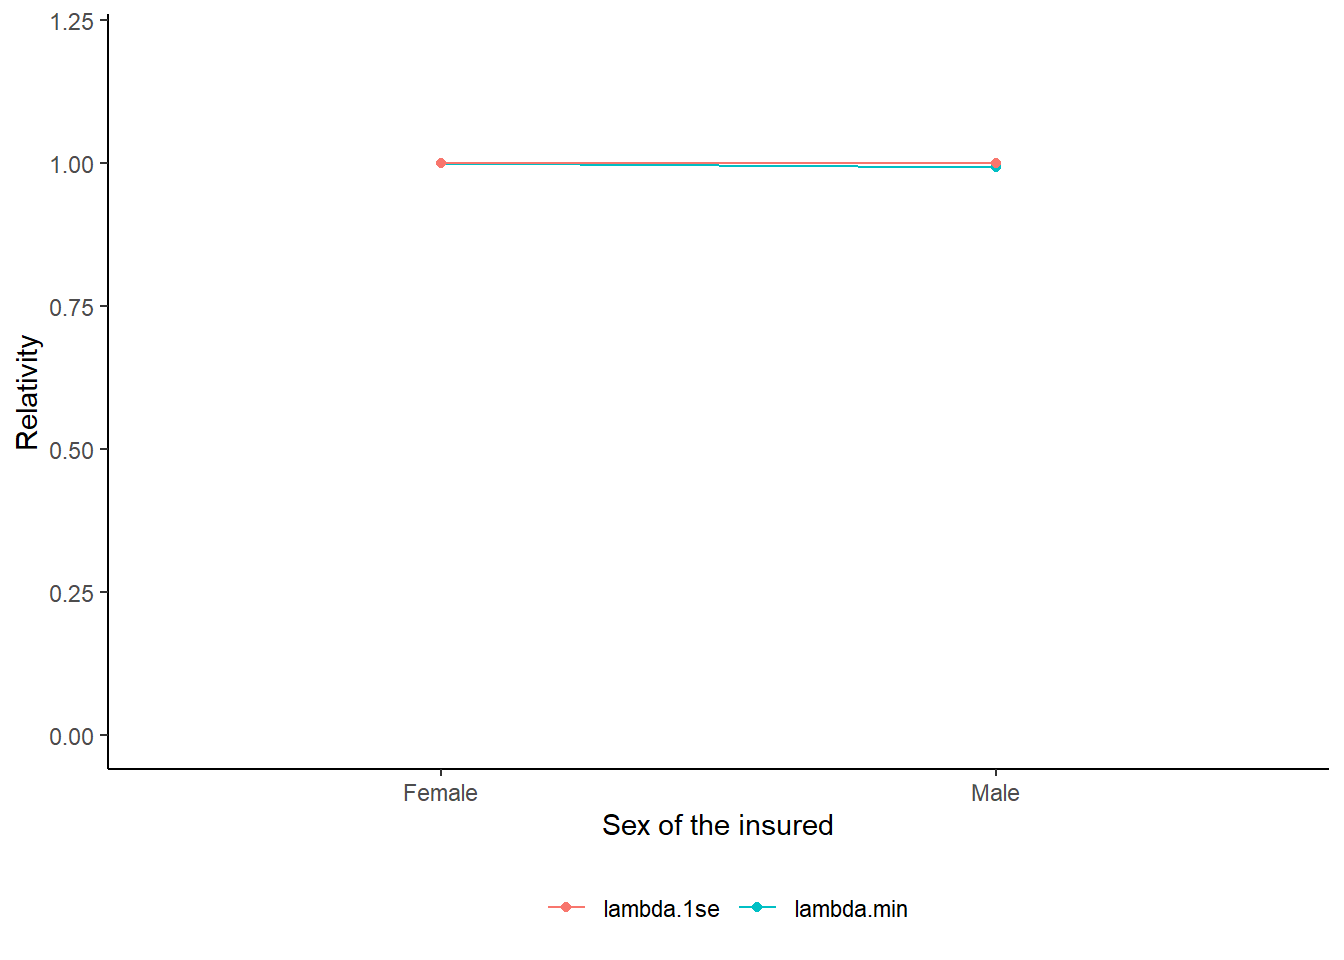 1.25
1.00
0.75
0.50
0.25
0.00
Relativity
Female Male
Sex of the insured
lambda.1se lambda.min